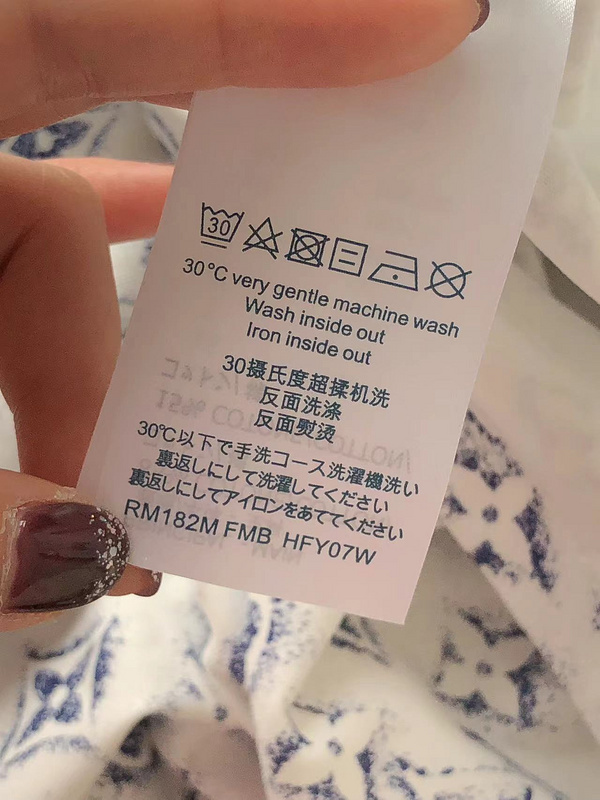 30
30°C very gentle machine wash
Wash inside out
Iron inside out
30摄氏度超揉机洗
反面洗涤
反面熨烫
30℃以下で手洗コース洗濯機洗い
裏返しにして洗濯してください
裏返しにしてアイロンをあててください
RM182M FMB HFY07W